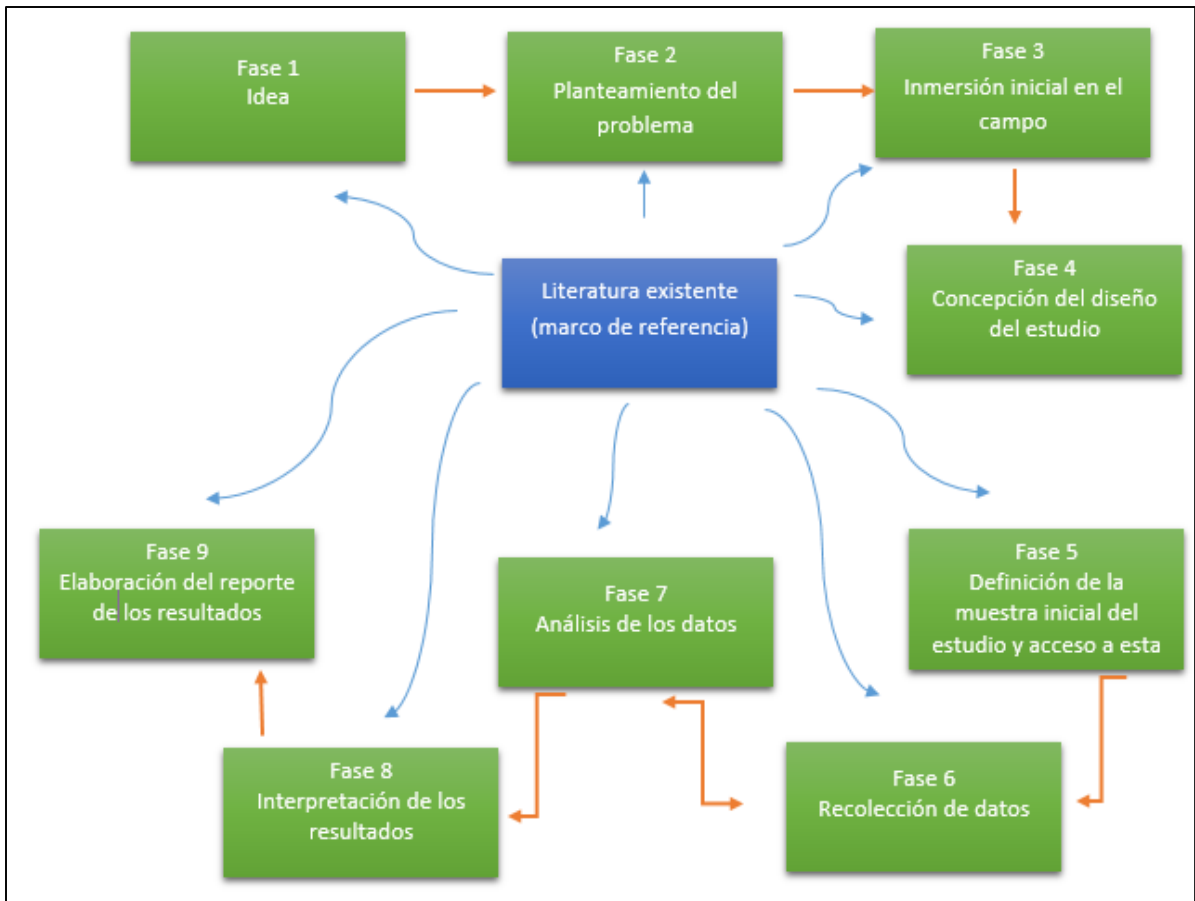 Fase 1
Idea
Fase 2
Planteamiento del
problema
Fase 3
Inmersión inicial en el
campo
Literatura existente
(marco de referencia)
Fase 4
Concepción del diseño
del estudio
Fase 9
Elaboración del reporte
de los resultados
Fase 7
Análisis de los datos
Fase 5
Definición de la
muestra inicial del
estudio y acceso a esta
Fase 8
Interpretación de los
resultados
Fase 6
Recolección de datos